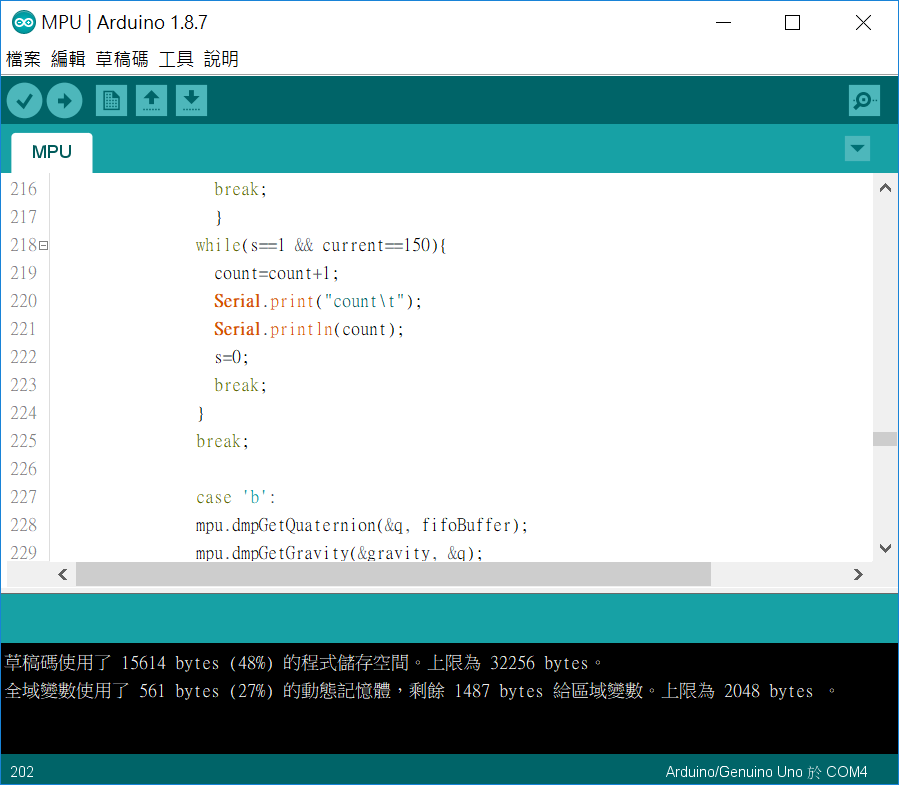 MPU | Arduino 1.8.7
檔案 編輯 草稿碼 工具 說明
MPU
216 break;
217 }
218 while(s==1 && current==150){
219 count=count+1;
220 Serial.print("count\t");
221 Serial.println(count);
222 s=0;
223 break;
224 }
225 break;
226
227 case 'b':
228 mpu.dmpGetQuaternion(&q, fifoBuffer);
229 mpu.dmpGetGravity(&gravity, &q);
草稿碼使用了 15614 bytes (48%) 的程式儲存空間。上限為 32256 bytes。
全域變數使用了 561 bytes (27%) 的動態記憶體，剩餘 1487 bytes 給區域變數。上限為 2048 bytes 。
202 Arduino/Genuino Uno 於 COM4